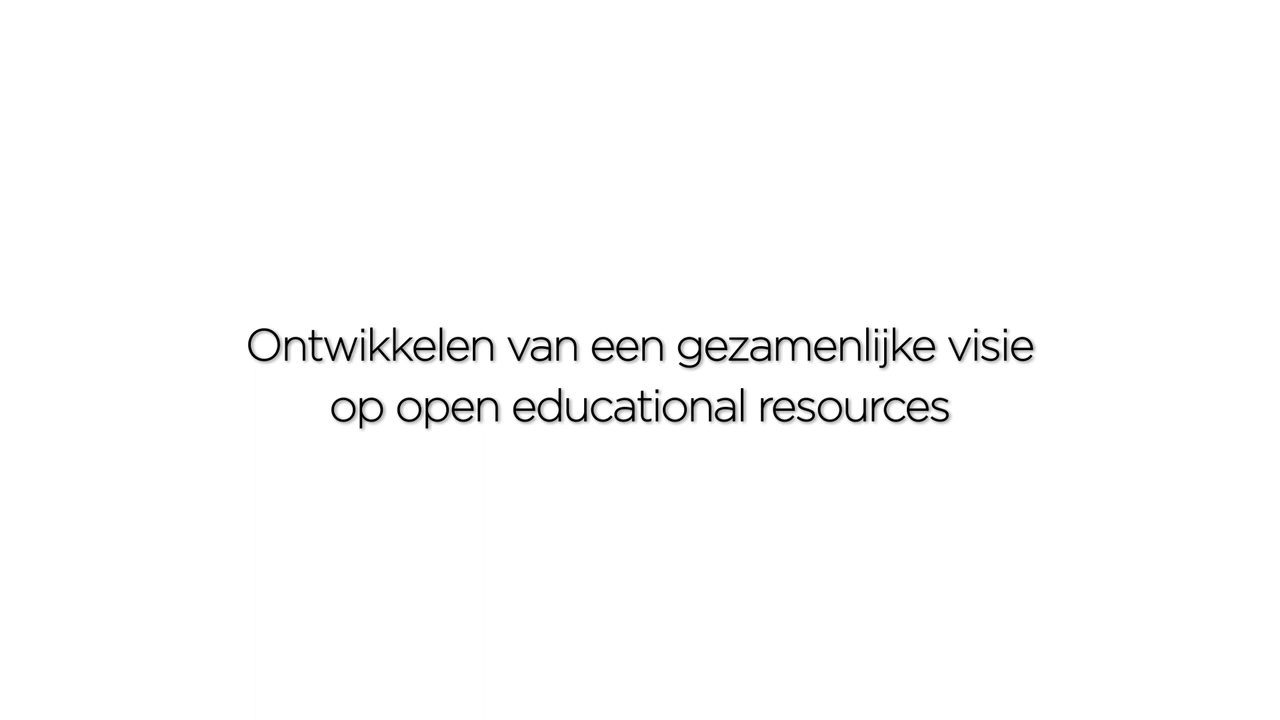 Ontwikkelen van een gezamenlijke visie
op open educational resources